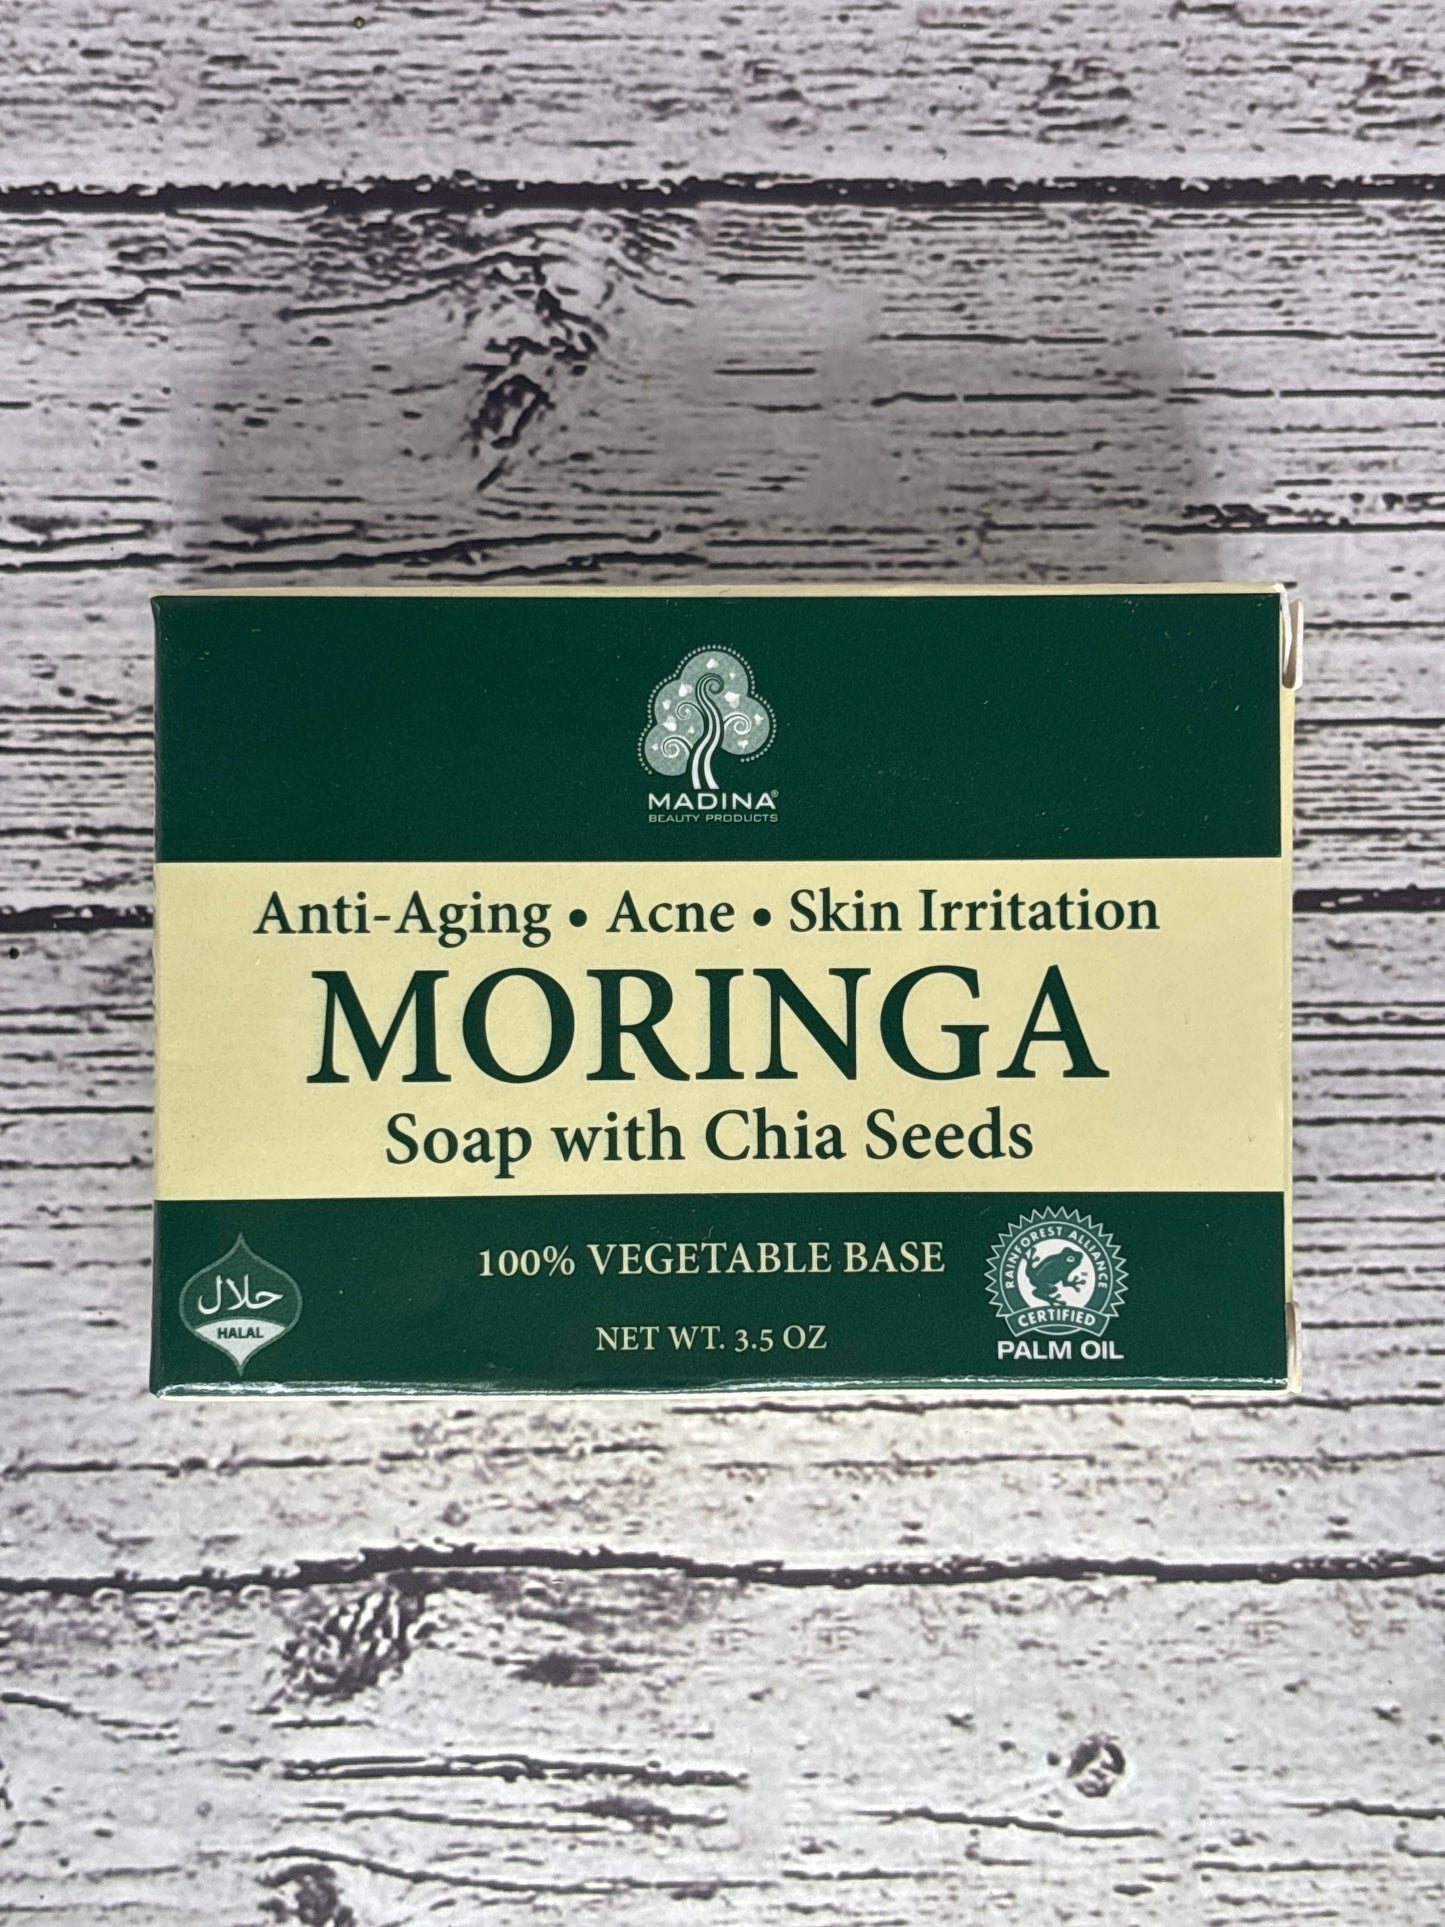 MADINA®
BEAUTY PRODUCTS
Anti-Aging • Acne • Skin Irritation
MORINGA
Soap with Chia Seeds
100% VEGETABLE BASE
NET WT. 3.5 OZ
حلال
HALAL
RAINFOREST ALLIANCE
CERTIFIED
PALM OIL